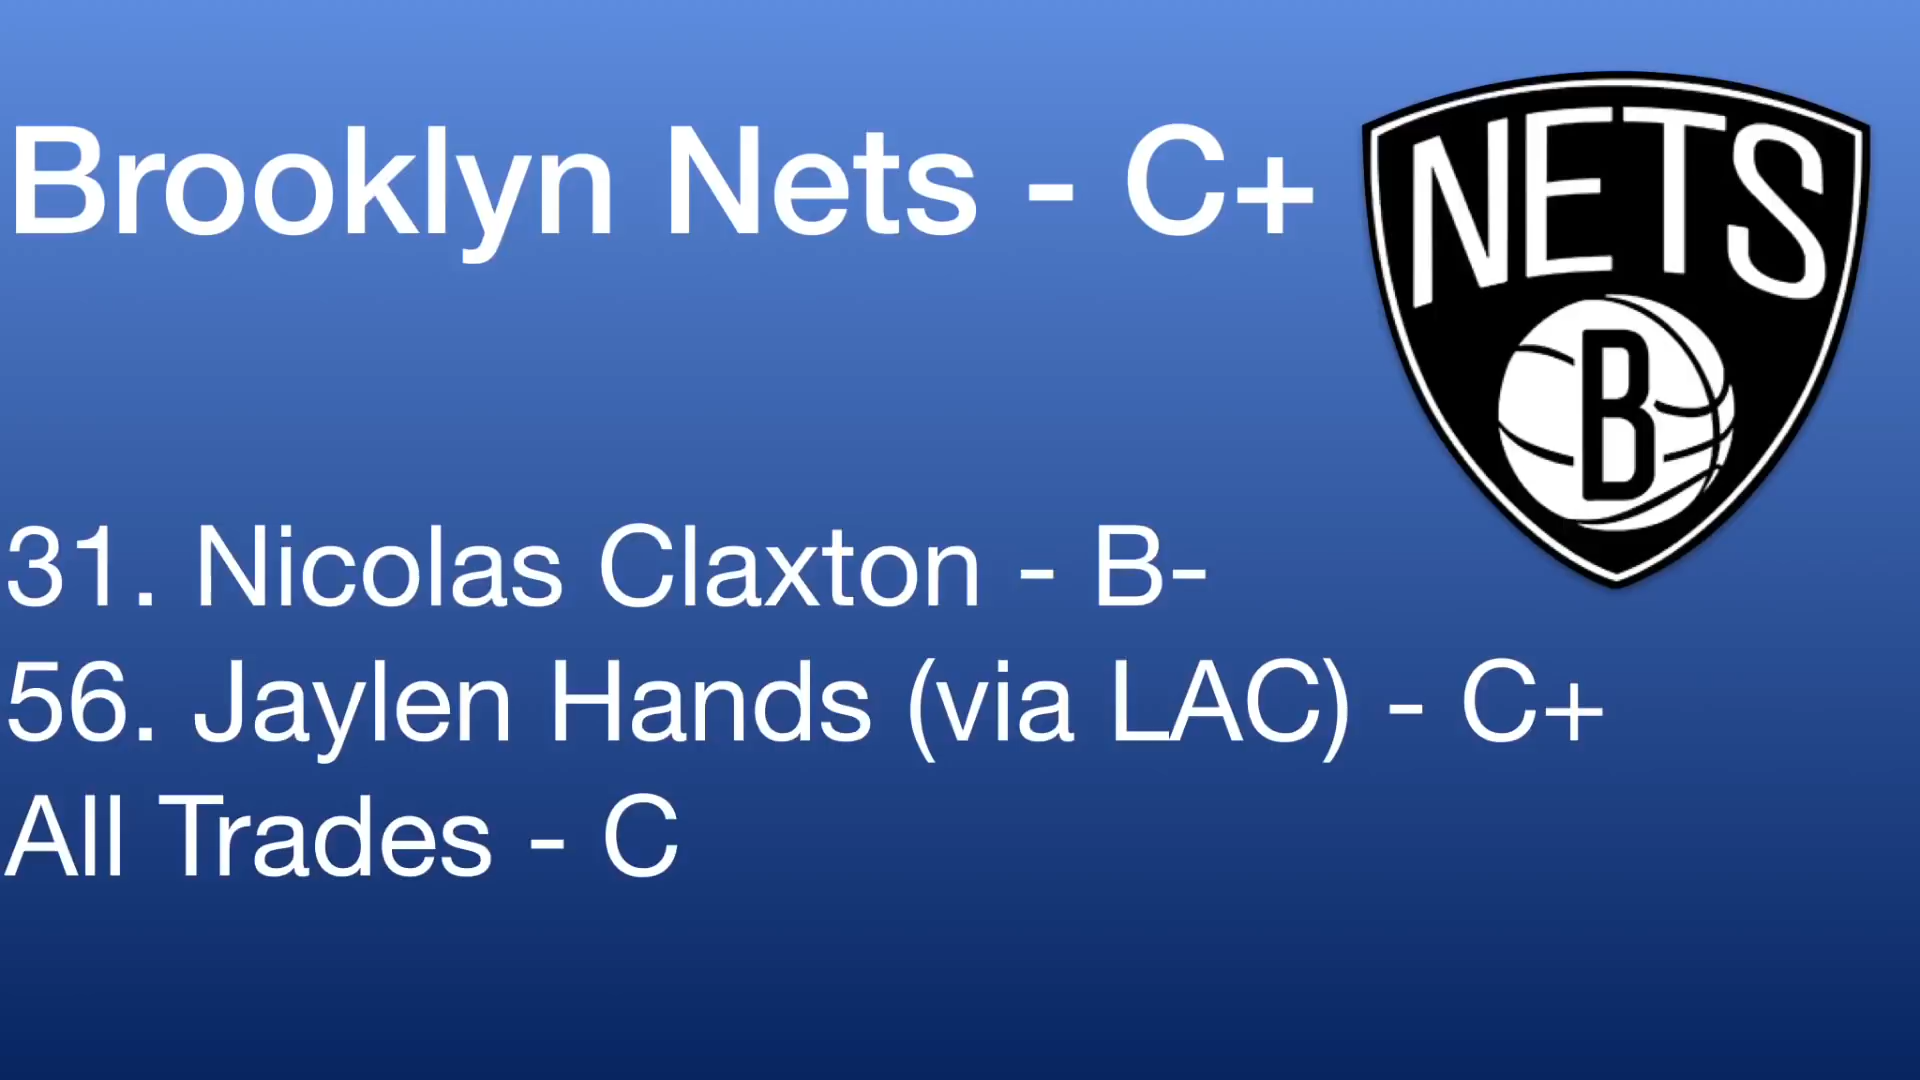 Brooklyn Nets - C+
NETS
B
31. Nicolas Claxton - B-
56. Jaylen Hands (via LAC) - C+
All Trades - C